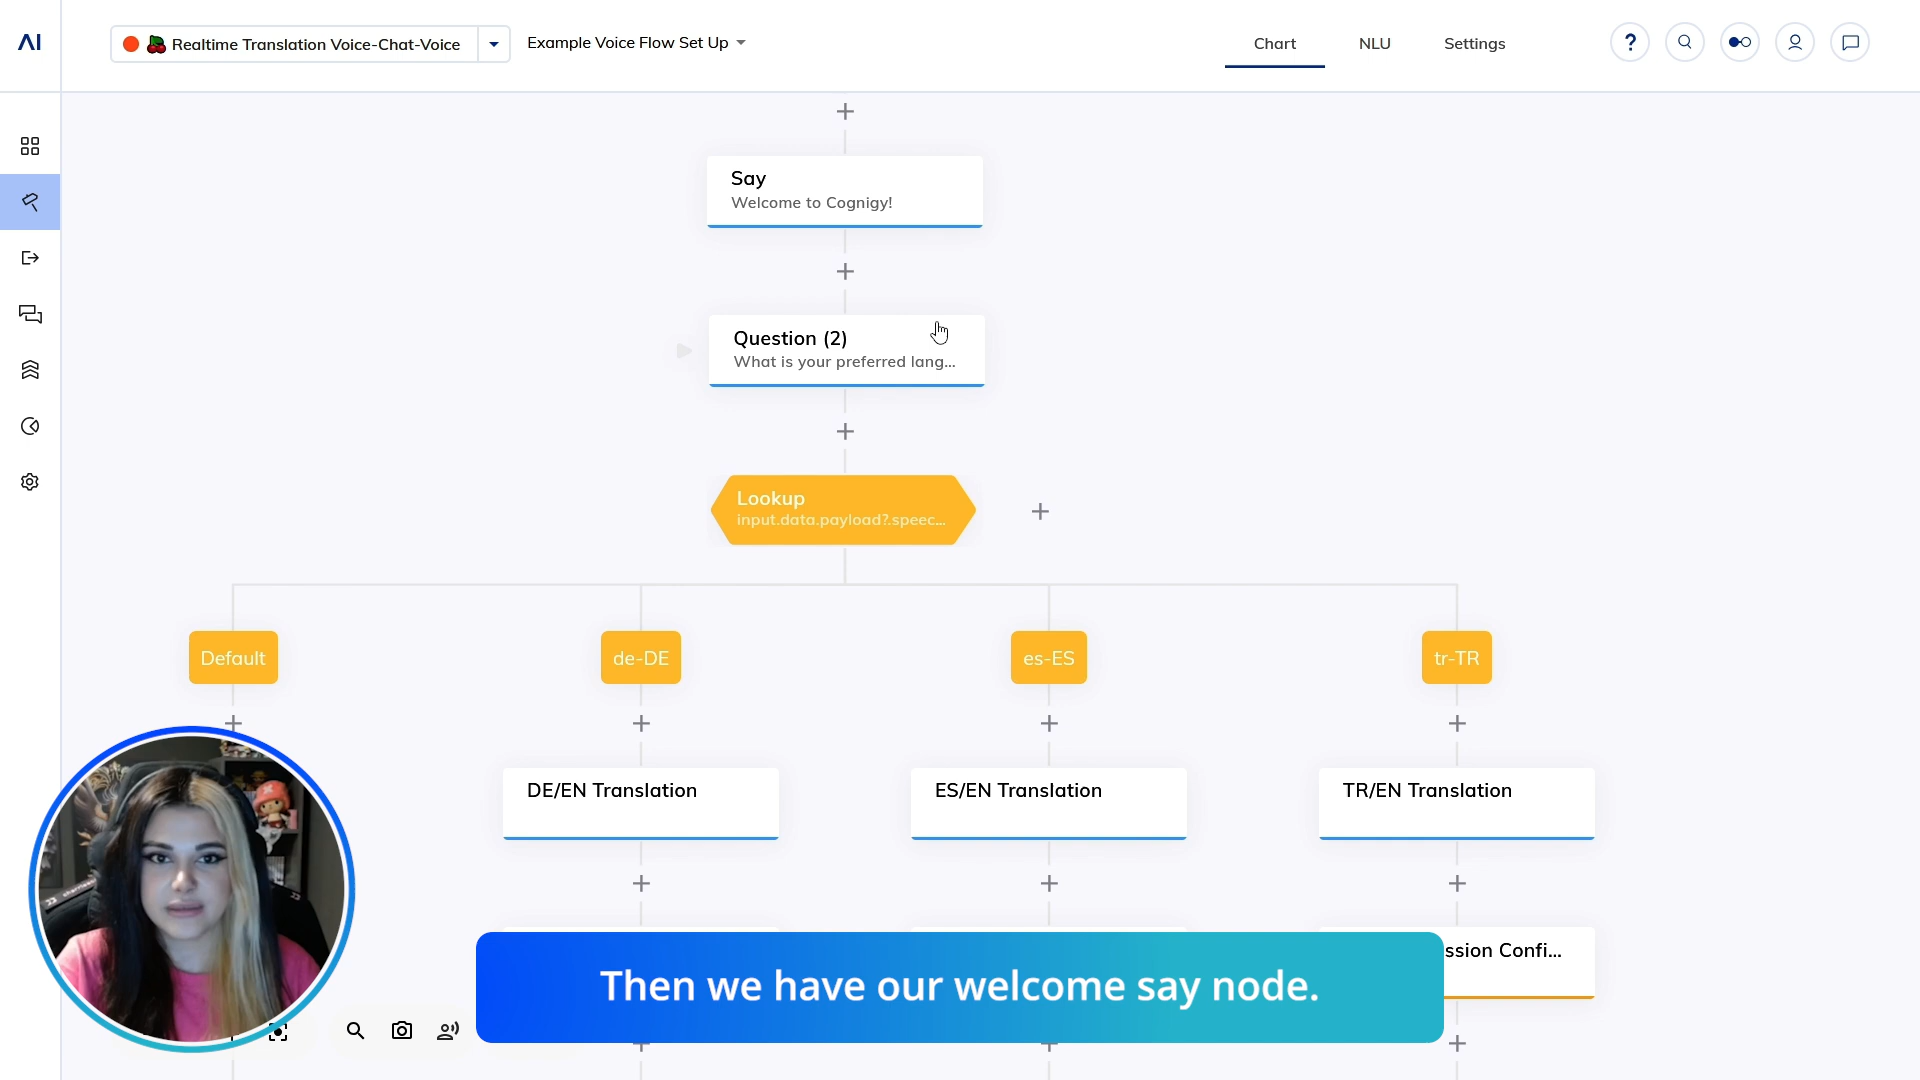 AI
Realtime Translation Voice-Chat-Voice
Example Voice Flow Set Up
Chart
NLU
Settings
?
Say
Welcome to Cognigy!
Question (2)
What is your preferred lang...
Lookup
input.data.payload?.speec...
Default
de-DE
es-ES
tr-TR
DE/EN Translation
ES/EN Translation
TR/EN Translation
ssion Confi...
Then we have our welcome say node.